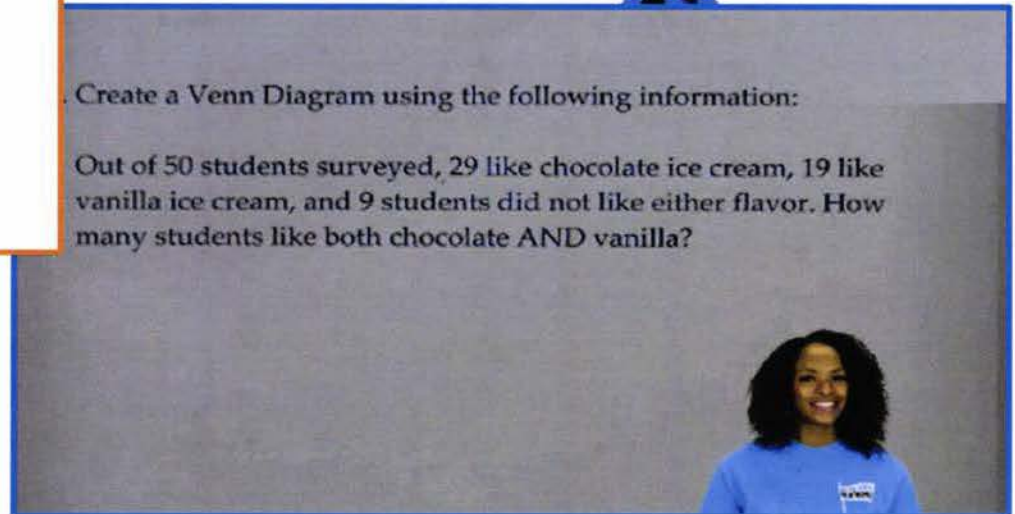 . Create a Venn Diagram using the following information:
Out of 50 students surveyed, 29 like chocolate ice cream, 19 like
vanilla ice cream, and 9 students did not like either flavor. How
many students like both chocolate AND vanilla?